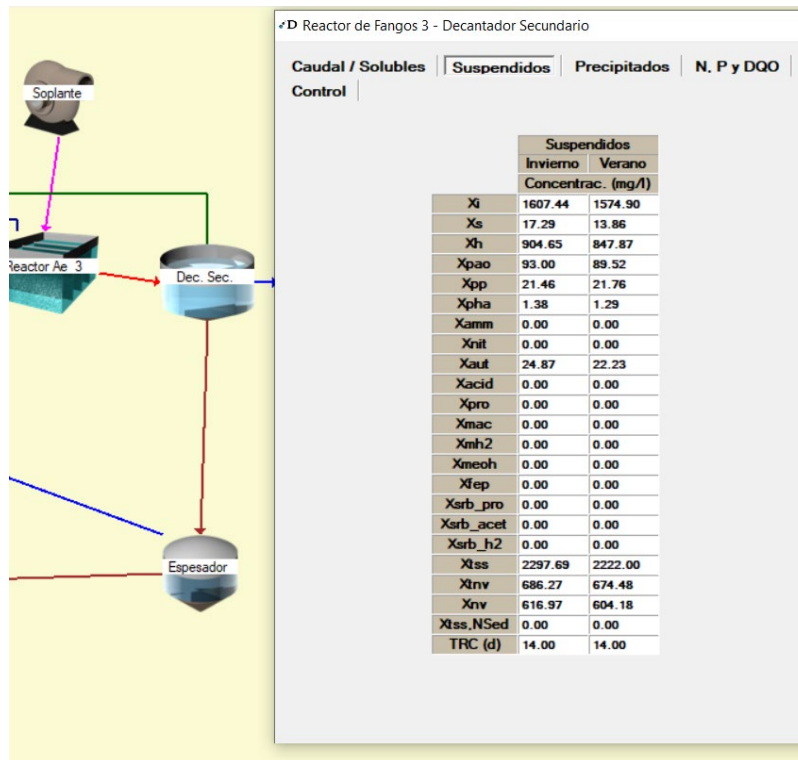 Soplante
Reactor Ae 3
Dec. Sec.
Espesador
D Reactor de Fangos 3 - Decantador Secundario
Caudal / Solubles Suspendidos Precipitados N, P y DQO
Control
Suspendidos
Invierno Verano
Concentrac. (mg/l)
Xi 1607.44 1574.90
Xs 17.29 13.86
Xh 904.65 847.87
Xpao 93.00 89.52
Xpp 21.46 21.76
Xpha 1.38 1.29
Xamm 0.00 0.00
Xnit 0.00 0.00
Xaut 24.87 22.23
Xacid 0.00 0.00
Xpro 0.00 0.00
Xmac 0.00 0.00
Xmh2 0.00 0.00
Xmeoh 0.00 0.00
Xfep 0.00 0.00
Xsrb_pro 0.00 0.00
Xsrb_acet 0.00 0.00
Xsrb_h2 0.00 0.00
Xtss 2297.69 2222.00
Xtnv 686.27 674.48
Xnv 616.97 604.18
Xtss,NSed 0.00 0.00
TRC (d) 14.00 14.00